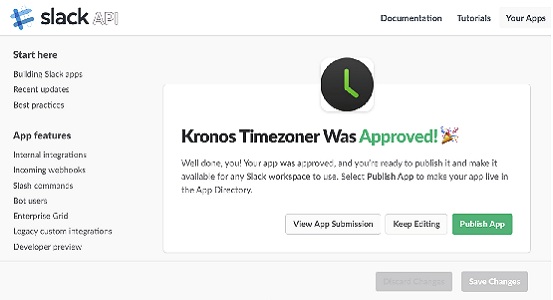 slack API
Documentation Tutorials Your Apps
Start here
Building Slack apps
Recent updates
Best practices
App features
Internal integrations
Incoming webhooks
Slash commands
Bot users
Enterprise Grid
Legacy custom integrations
Developer preview
Kronos Timezoner Was Approved!
Well done, you! Your app was approved, and you're ready to publish it and make it
available for any Slack workspace to use. Select Publish App to make your app live in
the App Directory.
View App Submission Keep Editing Publish App
Discard Changes Save Changes